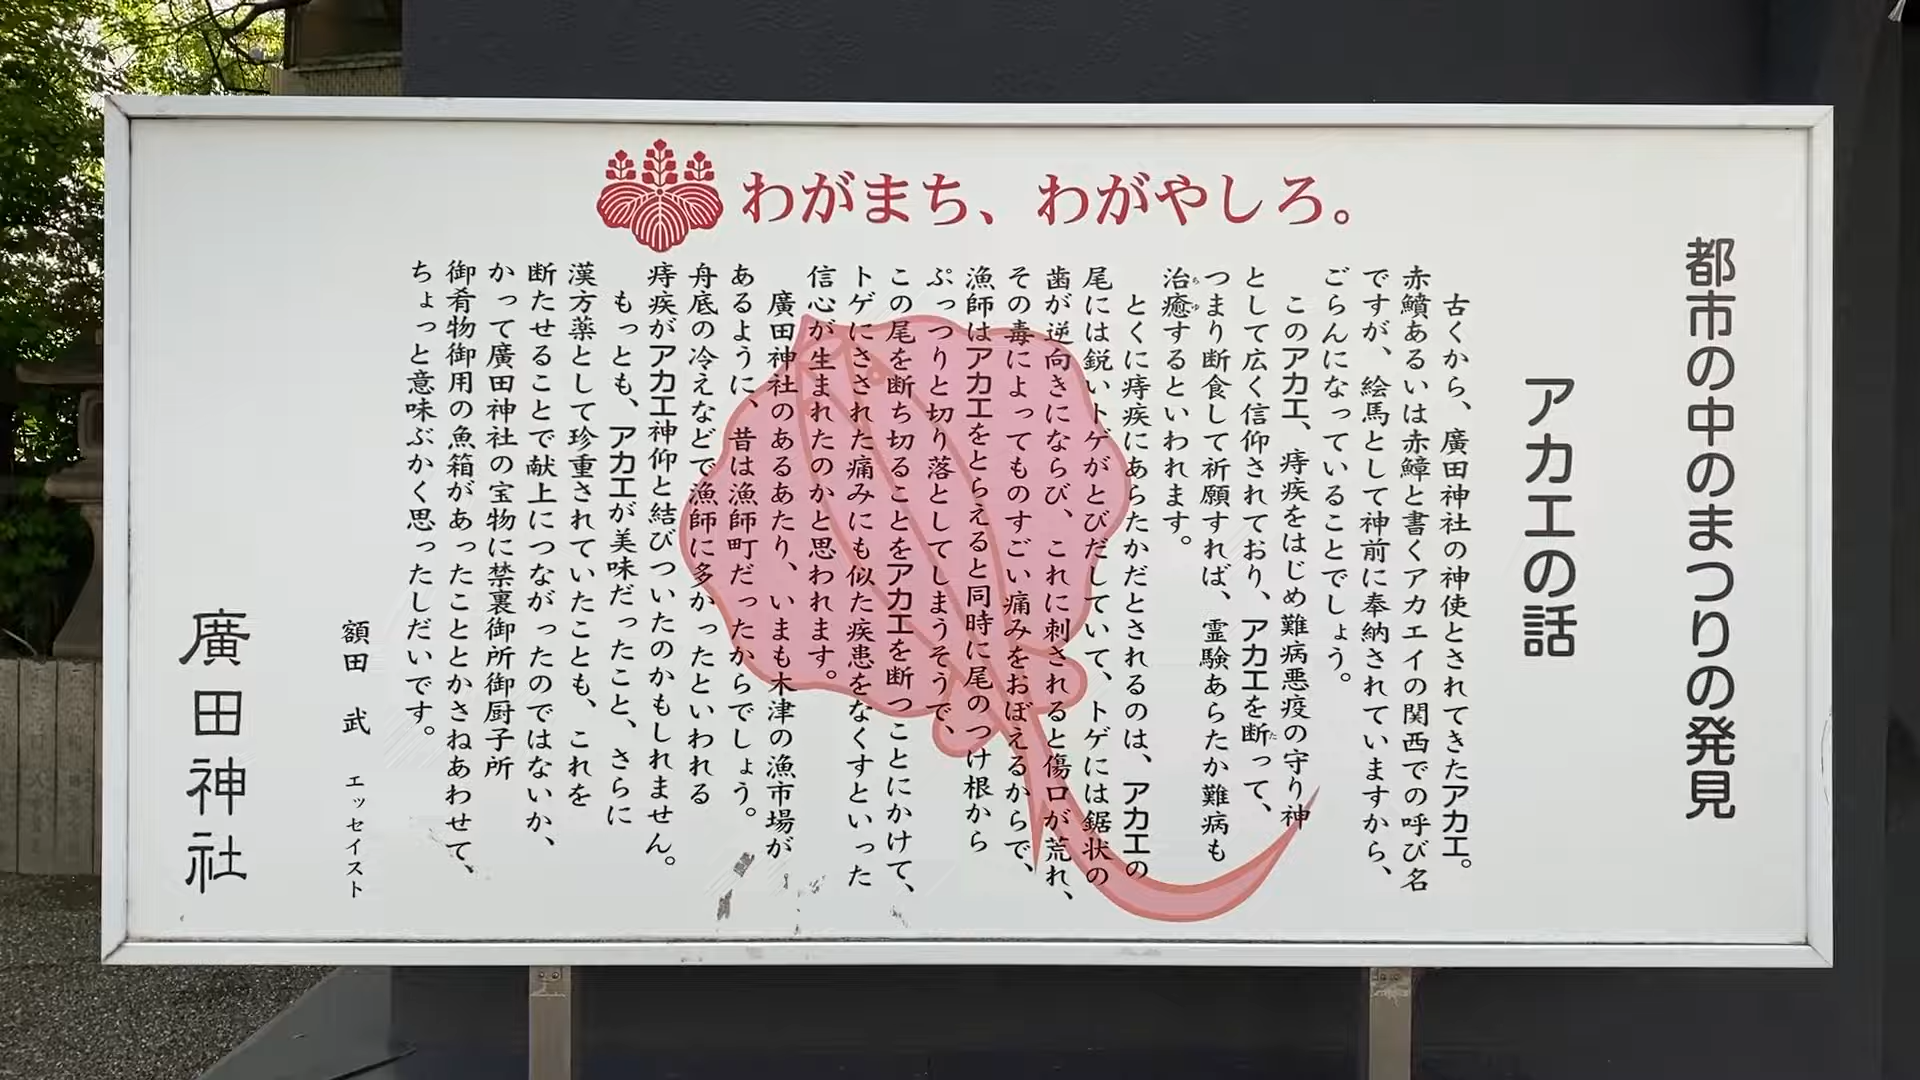 わがまち、わがやしろ。
都市の中のまつりの発見
アカエの話
古くから、廣田神社の神使とされてきたアカエ。
赤鱝あるいは赤鱆と書くアカエイの関西での呼び名
ですが、絵馬として神前に奉納されていますから、
ごらんになっていることでしょう。
このアカエ、痔疾をはじめ難病悪疫の守り神
として広く信仰されており、アカエを断って、
つまり断食して祈願すれば、霊験あらたか難病も
治癒するといわれます。
とくに痔疾にあらたかだとされるのは、アカエの
尾には鋭いトゲがとびだしていて、トゲには鋸状の
歯が逆向きにならび、これに刺されると傷口が荒れ、
その毒によってものすごい痛みをおぼえるからで、
漁師はアカエをとらえると同時に尾のつけ根から
ぷっつりと切り落としてしまうそうで、
この尾を断ち切ることをアカエを断つことにかけて、
トゲにさされた痛みにも似た疾患をなくすといった
信心が生まれたのかと思われます。
廣田神社のあるあたり、いまも木津の漁市場が
あるように、昔は漁師町だったからでしょう。
舟底の冷えなどで漁師に多かったといわれる
痔疾がアカエ神仰と結びついたのかもしれません。
もっとも、アカエが美味だったこと、さらに
漢方薬として珍重されていたことも、これを
断たせることで献上につながったのではないか、
かって廣田神社の宝物に禁裏御所御厨子所
御肴物御用の魚箱があったこととかさねあわせて、
ちょっと意味ぶかく思ったしだいです。
額田 武 エッセイスト
廣田神社